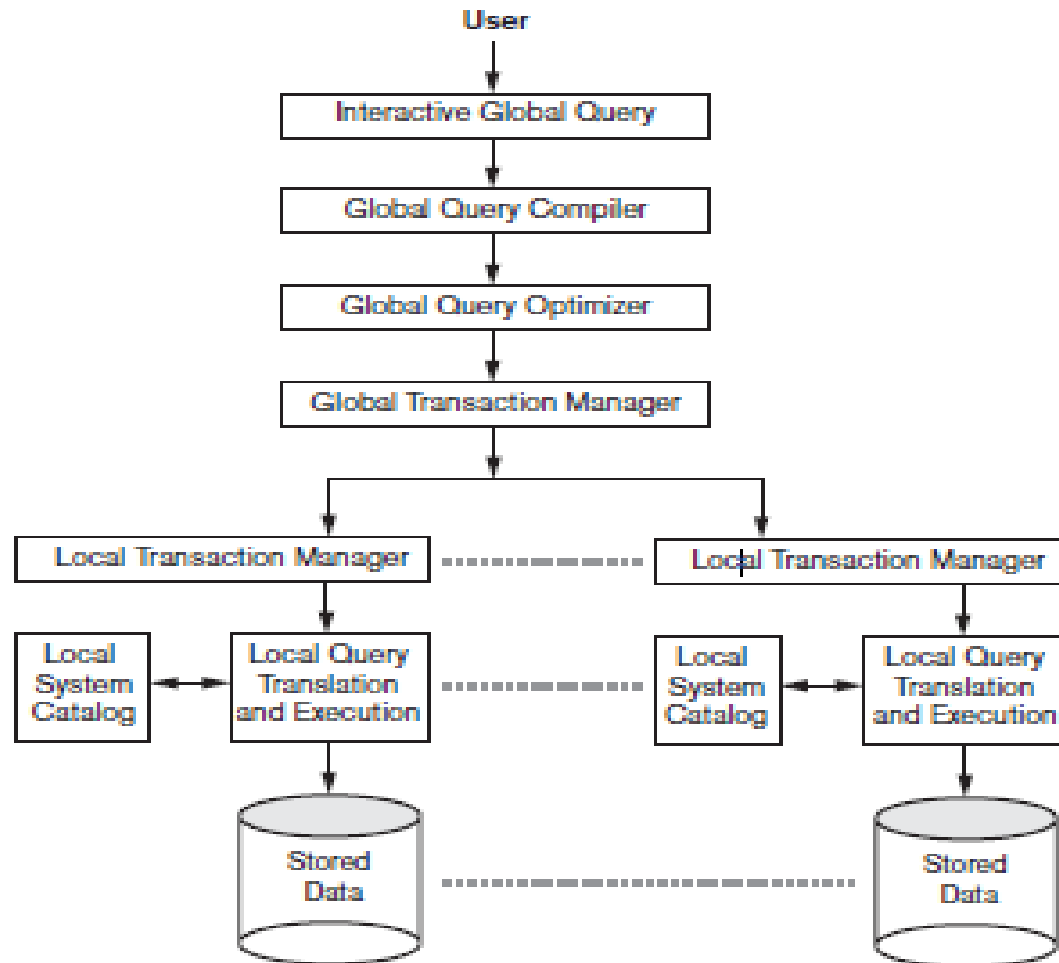 User
Interactive Global Query
Global Query Compiler
Global Query Optimizer
Global Transaction Manager
Local Transaction Manager
Local Transaction Manager
Local
System
Catalog
Local Query
Translation
and Execution
Local
System
Catalog
Local Query
Translation
and Execution
Stored
Data
Stored
Data